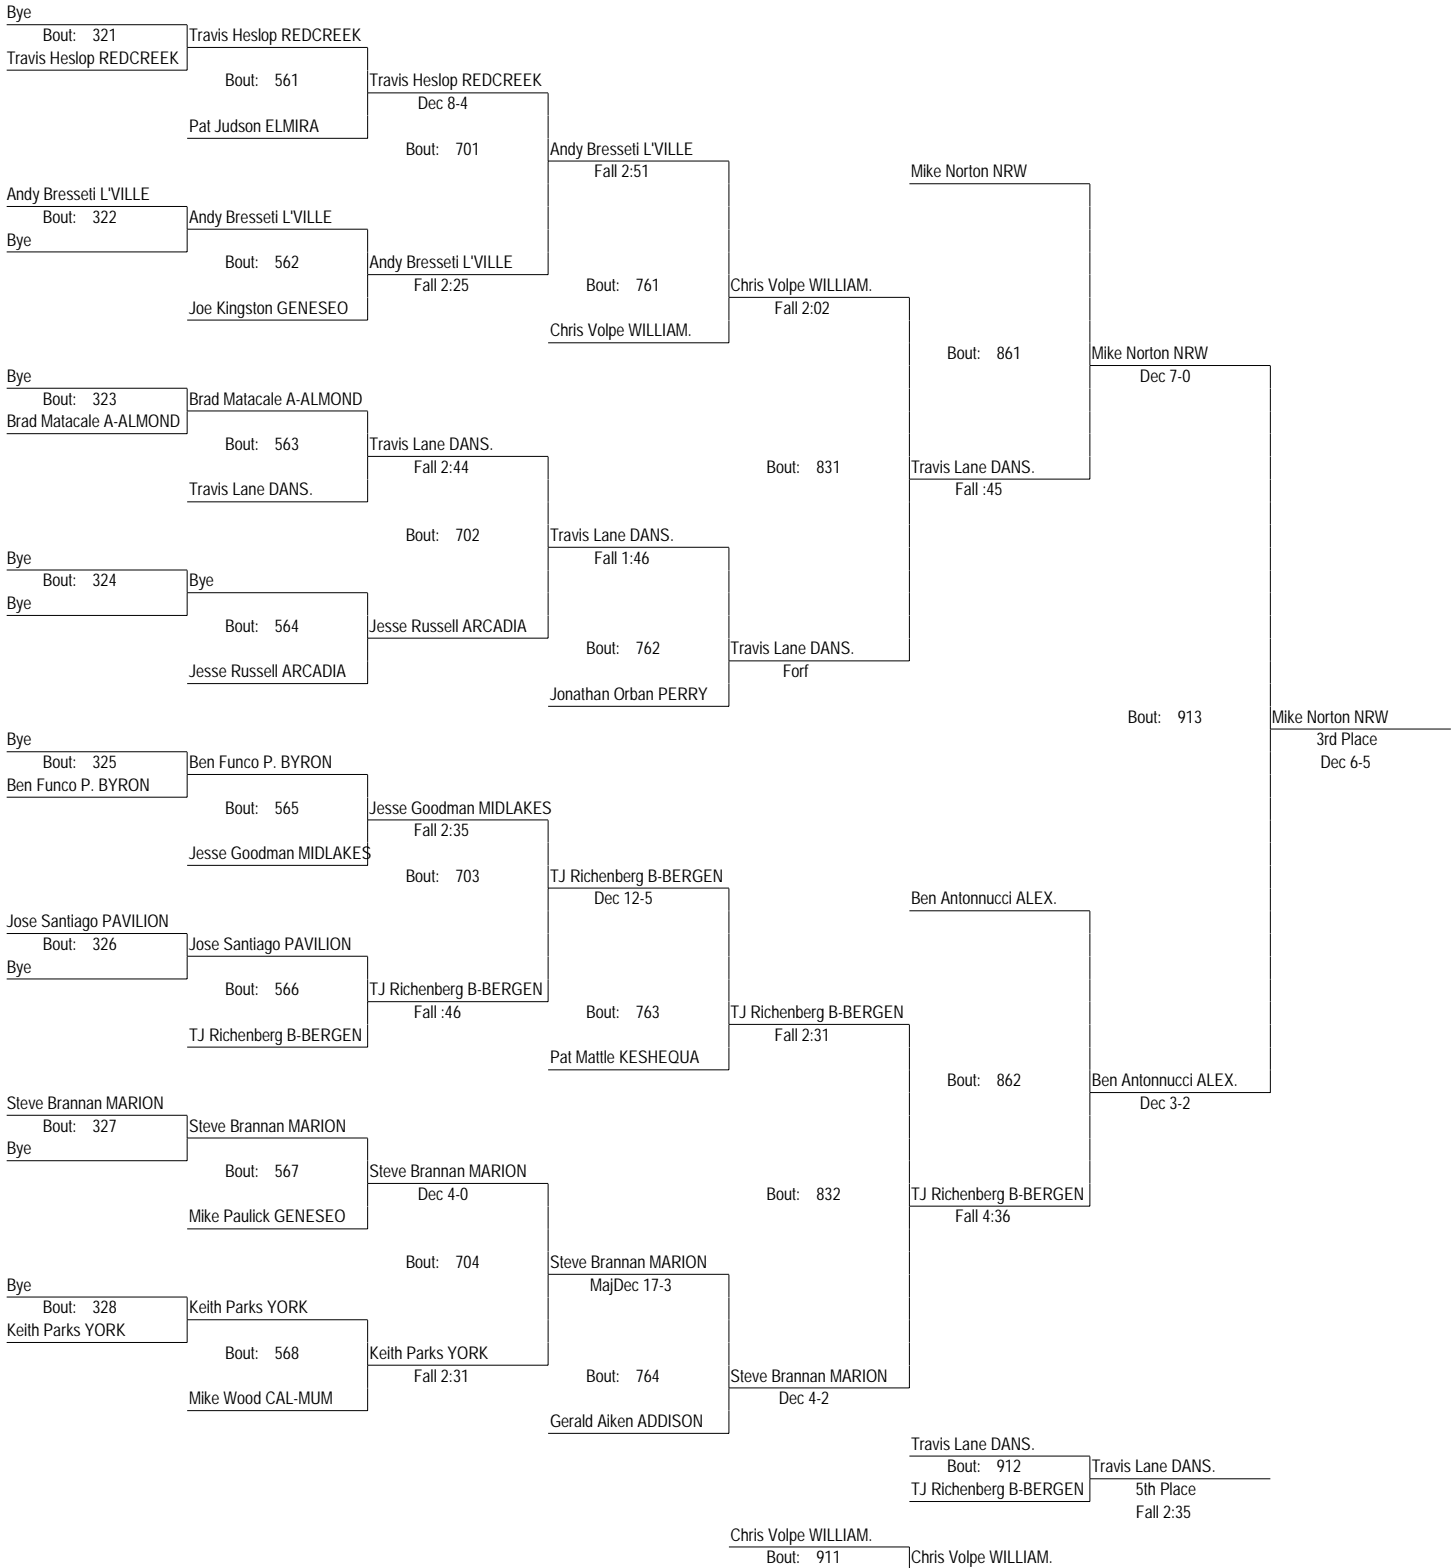 Bye
Bout: 321
Travis Heslop REDCREEK
Travis Heslop REDCREEK
Bout: 561
Pat Judson ELMIRA
Travis Heslop REDCREEK
Dec 8-4
Bout: 701
Andy Bresseti L'VILLE
Fall 2:51
Mike Norton NRW
Andy Bresseti L'VILLE
Bout: 322
Bye
Andy Bresseti L'VILLE
Bout: 562
Joe Kingston GENESEO
Andy Bresseti L'VILLE
Fall 2:25
Bout: 761
Chris Volpe WILLIAM.
Chris Volpe WILLIAM.
Fall 2:02
Bout: 861
Mike Norton NRW
Dec 7-0
Bye
Bout: 323
Brad Matacale A-ALMOND
Brad Matacale A-ALMOND
Bout: 563
Travis Lane DANS.
Travis Lane DANS.
Fall 2:44
Bout: 831
Travis Lane DANS.
Fall :45
Bout: 702
Travis Lane DANS.
Fall 1:46
Bye
Bout: 324
Bye
Bye
Bout: 564
Jesse Russell ARCADIA
Jesse Russell ARCADIA
Bout: 762
Jonathan Orban PERRY
Travis Lane DANS.
Forf
Bout: 913
Mike Norton NRW
3rd Place
Dec 6-5
Bye
Bout: 325
Ben Funco P. BYRON
Ben Funco P. BYRON
Bout: 565
Jesse Goodman MIDLAKES
Jesse Goodman MIDLAKES
Fall 2:35
Bout: 703
TJ Richenberg B-BERGEN
Dec 12-5
Ben Antonnucci ALEX.
Jose Santiago PAVILION
Bout: 326
Bye
Jose Santiago PAVILION
Bout: 566
TJ Richenberg B-BERGEN
TJ Richenberg B-BERGEN
Fall :46
Bout: 763
Pat Mattle KESHEQUA
TJ Richenberg B-BERGEN
Fall 2:31
Bout: 862
Ben Antonnucci ALEX.
Dec 3-2
Steve Brannan MARION
Bout: 327
Bye
Steve Brannan MARION
Bout: 567
Mike Paulick GENESEO
Steve Brannan MARION
Dec 4-0
Bout: 832
TJ Richenberg B-BERGEN
Fall 4:36
Bout: 704
Steve Brannan MARION
MajDec 17-3
Bye
Bout: 328
Keith Parks YORK
Keith Parks YORK
Bout: 568
Mike Wood CAL-MUM
Keith Parks YORK
Fall 2:31
Bout: 764
Gerald Aiken ADDISON
Steve Brannan MARION
Dec 4-2
Travis Lane DANS.
Bout: 912
TJ Richenberg B-BERGEN
Travis Lane DANS.
5th Place
Fall 2:35
Chris Volpe WILLIAM.
Bout: 911
Chris Volpe WILLIAM.